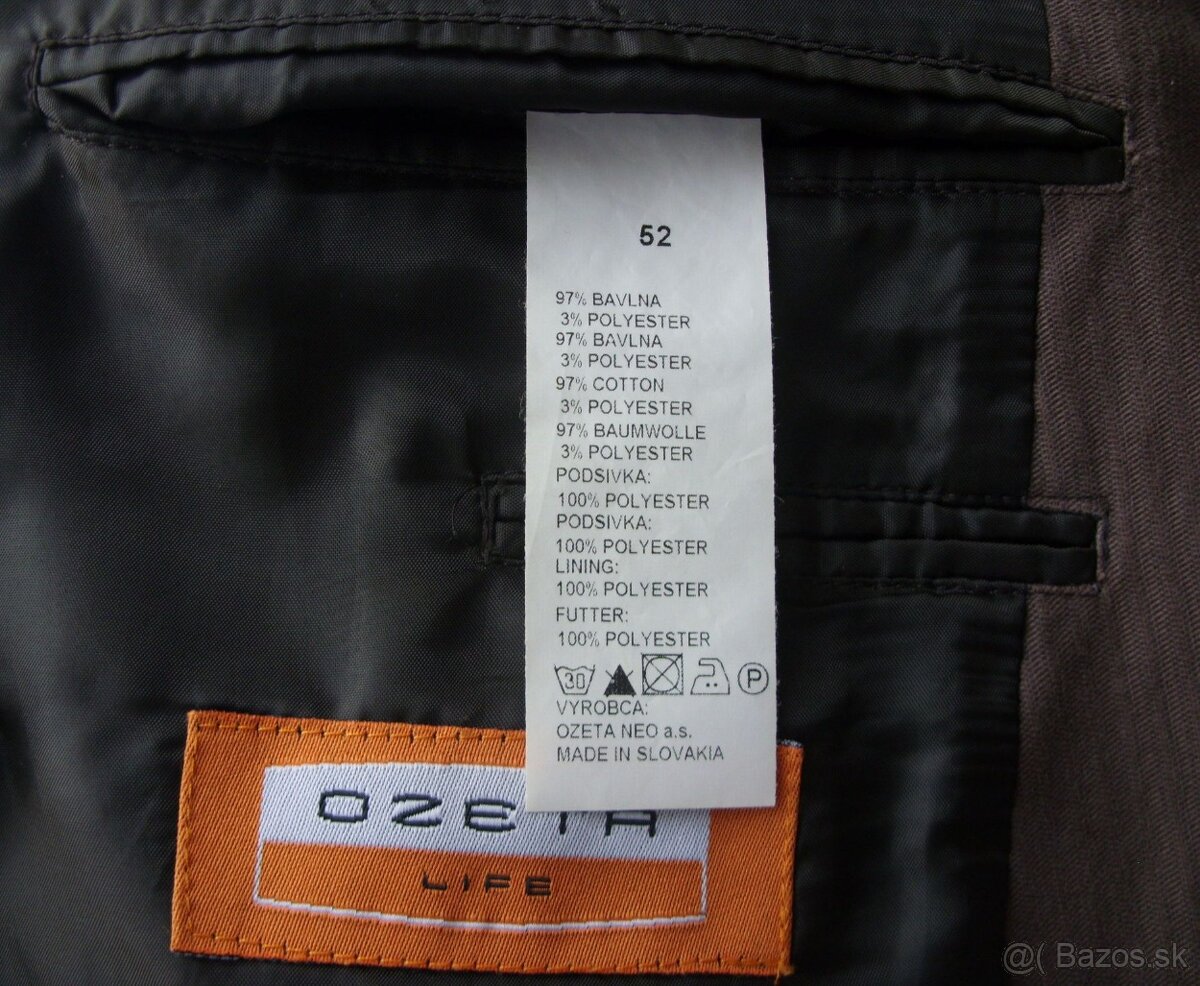 52
97% BAVLNA
3% POLYESTER
97% BAVLNA
3% POLYESTER
97% COTTON
3% POLYESTER
97% BAUMWOLLE
3% POLYESTER
PODSIVKA:
100% POLYESTER
PODSIVKA:
100% POLYESTER
LINING:
100% POLYESTER
FUTTER:
100% POLYESTER
30 P
VYROBCA:
OZETA NEO a.s.
MADE IN SLOVAKIA
OZETA
LIFE
@( Bazos.sk